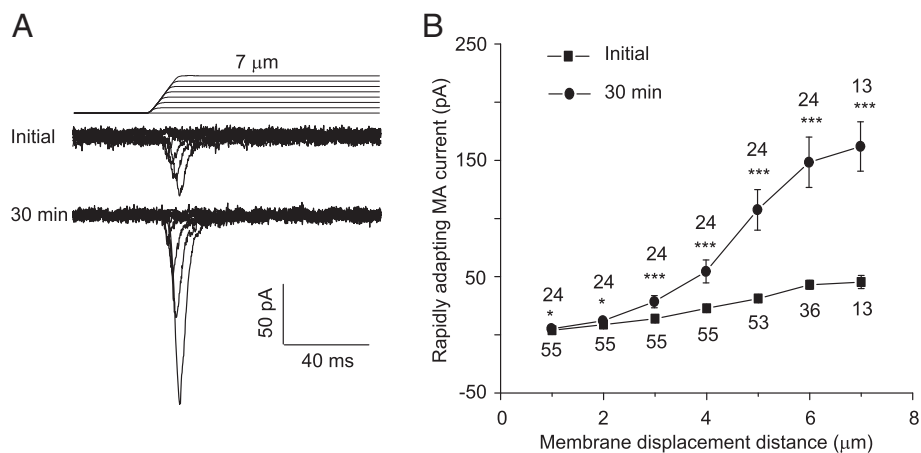 A
7 μm
Initial
30 min
50 pA
40 ms
B
Rapidly adapting MA current (pA)
250
150
50
-50
Initial
30 min
24 24 24 24 24 24 13
* * *** *** *** *** ***
55 55 55 55 53 36 13
0 2 4 6 8
Membrane displacement distance (μm)